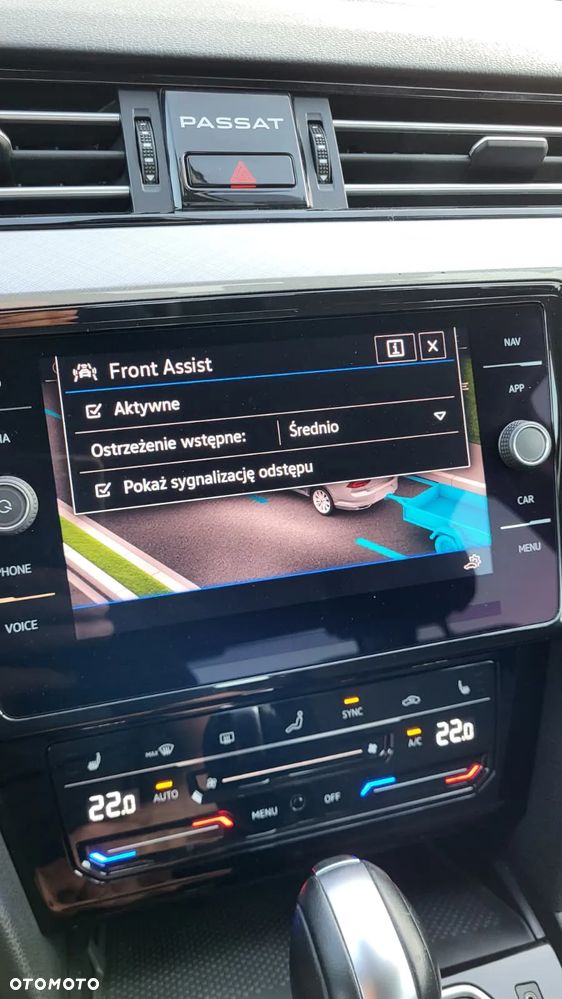 PASSAT
NAV
APP
CAR
MENU
Front Assist
Aktywne
Ostrzeżenie wstępne: Średnio
Pokaż sygnalizację odstępu
VOICE
SYNC
MAX
A/C
22.0
22.0
AUTO
MENU
OFF
OTOMOTO